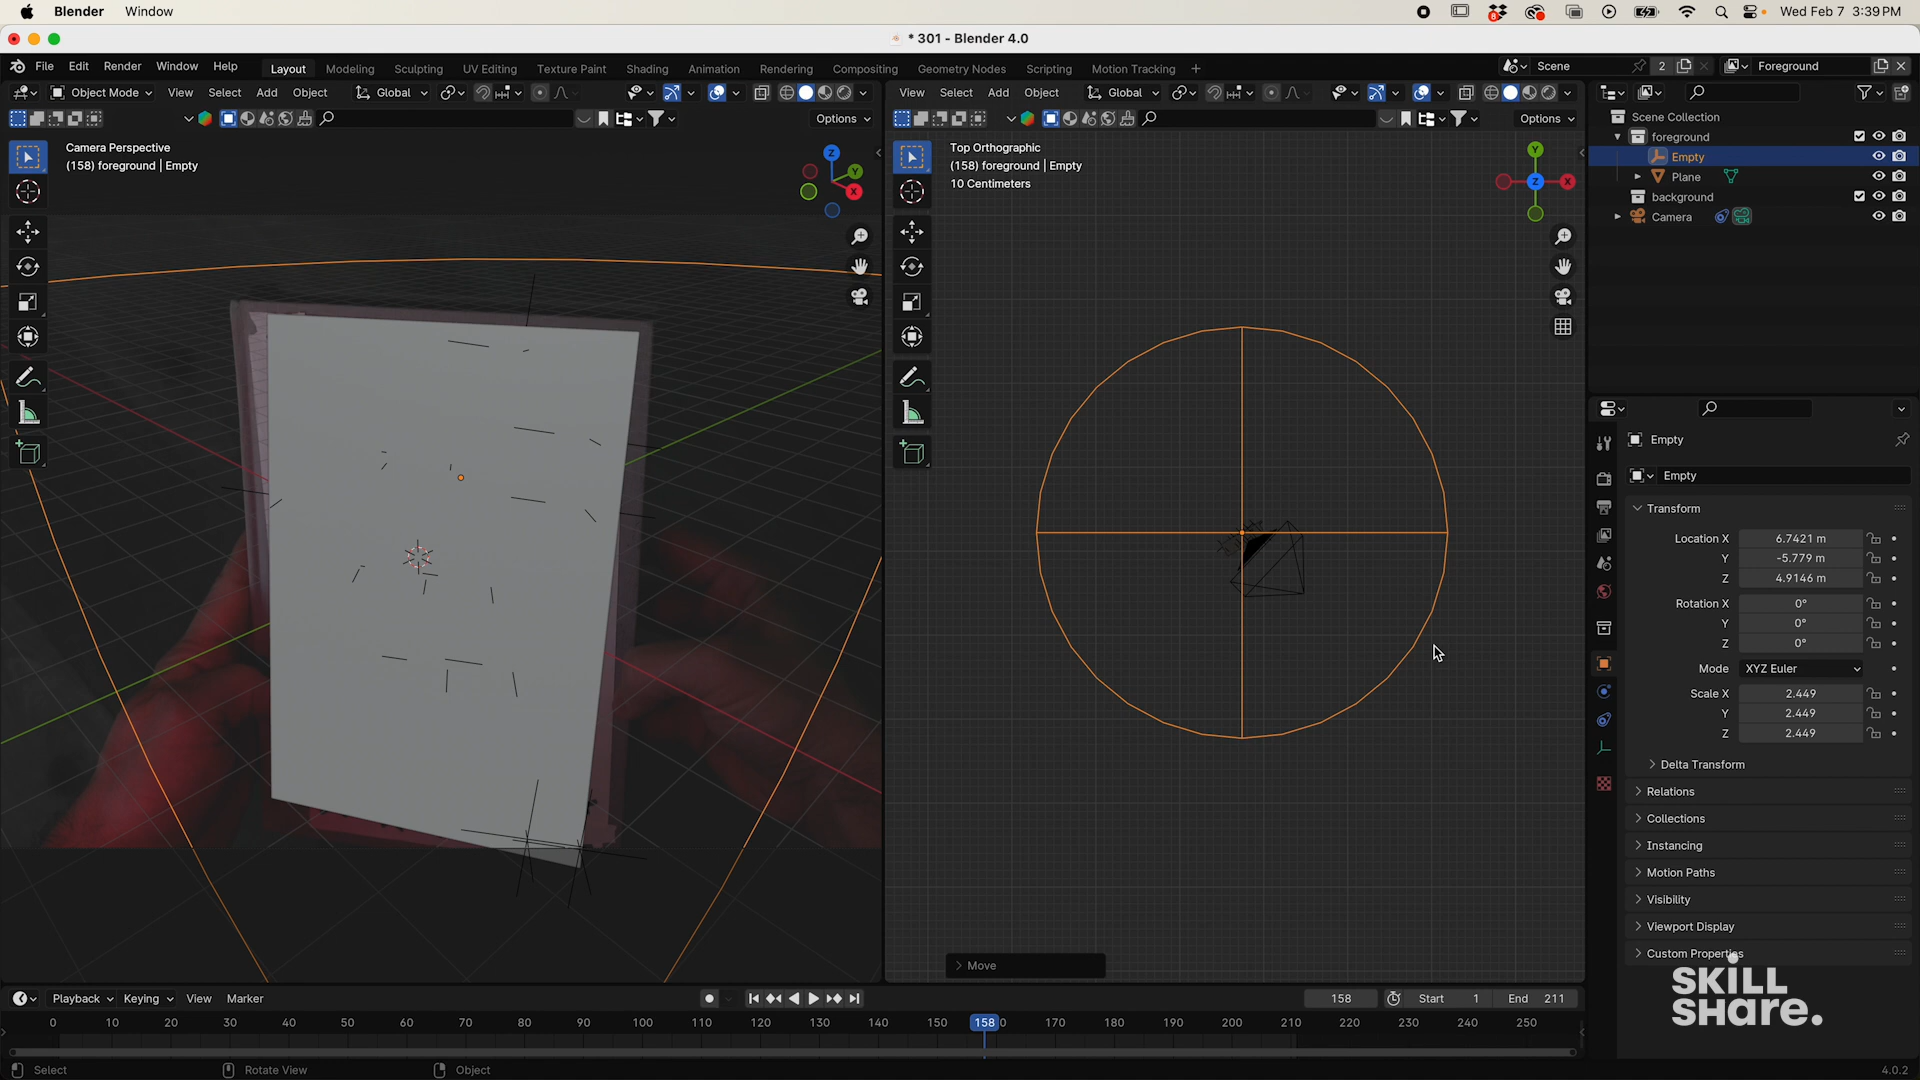 Blender Window
8
Wed Feb 7 3:39 PM
* 301 - Blender 4.0
File Edit Render Window Help
Layout Modeling Sculpting UV Editing Texture Paint Shading Animation Rendering Compositing Geometry Nodes Scripting Motion Tracking +
Scene 2 Foreground
Object Mode View Select Add Object Global
View Select Add Object Global
Options
Options
Camera Perspective
(158) foreground | Empty
Z Y X
Top Orthographic
(158) foreground | Empty
10 Centimeters
Y Z X
Scene Collection
foreground
Empty
Plane
background
Camera
Empty
Empty
Transform
Location X 6.7421 m
Y -5.779 m
Z 4.9146 m
Rotation X 0°
Y 0°
Z 0°
Mode XYZ Euler
Scale X 2.449
Y 2.449
Z 2.449
Delta Transform
Relations
Collections
Instancing
Motion Paths
Visibility
Viewport Display
Custom Properties
SKILL
SHare.
Move
Playback Keying View Marker
158 Start 1 End 211
0 10 20 30 40 50 60 70 80 90 100 110 120 130 140 150 158 0 170 180 190 200 210 220 230 240 250
Select Rotate View Object
4.0.2